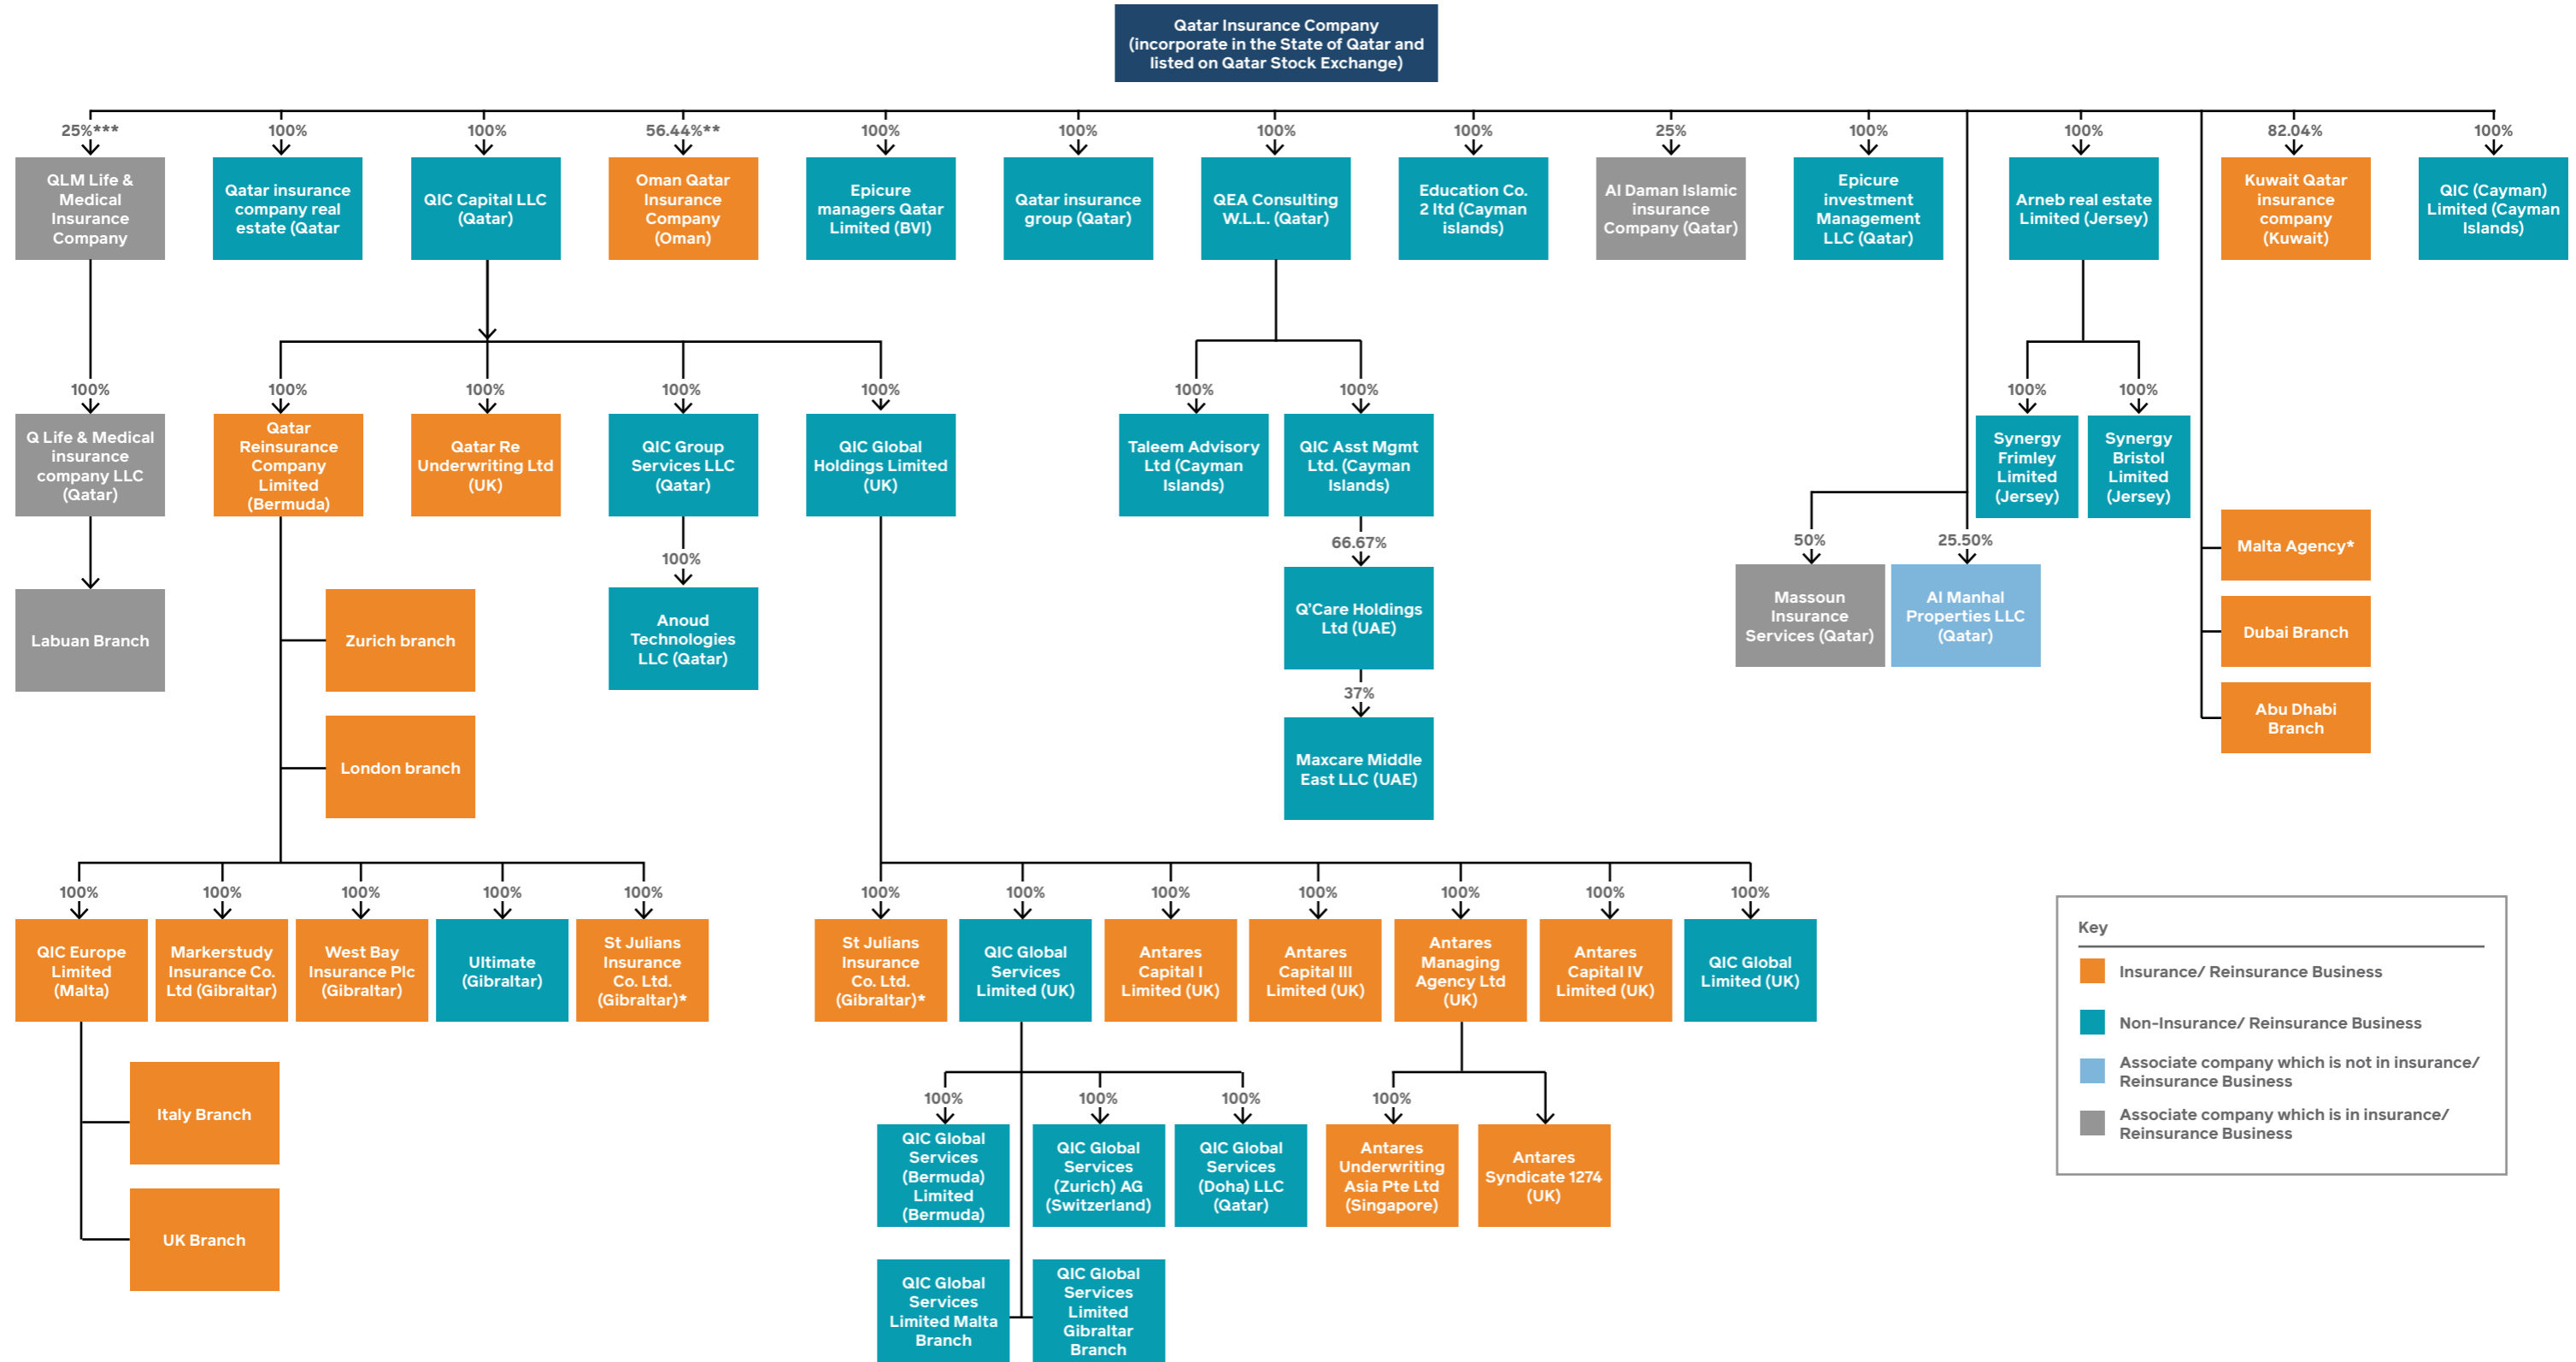 Qatar Insurance Company
(incorporate in the State of Qatar and
listed on Qatar Stock Exchange)
25%***
100%
100%
56.44%**
100%
100%
100%
100%
25%
100%
100%
82.04%
100%
QLM Life &
Medical
Insurance
Company
Qatar insurance
company real
estate (Qatar
QIC Capital LLC
(Qatar)
Oman Qatar
Insurance
Company
(Oman)
Epicure
managers Qatar
Limited (BVI)
Qatar insurance
group (Qatar)
QEA Consulting
W.L.L. (Qatar)
Education Co.
2 ltd (Cayman
islands)
Al Daman Islamic
insurance
Company (Qatar)
Epicure
investment
Management
LLC (Qatar)
Arneb real estate
Limited (Jersey)
Kuwait Qatar
insurance
company
(Kuwait)
QIC (Cayman)
Limited (Cayman
Islands)
100%
100%
100%
100%
100%
100%
100%
100%
100%
Q Life & Medical
insurance
company LLC
(Qatar)
Qatar
Reinsurance
Company
Limited
(Bermuda)
Qatar Re
Underwriting Ltd
(UK)
QIC Group
Services LLC
(Qatar)
QIC Global
Holdings Limited
(UK)
Taleem Advisory
Ltd (Cayman
Islands)
QIC Asst Mgmt
Ltd. (Cayman
Islands)
Synergy
Frimley
Limited
(Jersey)
Synergy
Bristol
Limited
(Jersey)
100%
66.67%
50%
25.50%
Labuan Branch
Zurich branch
London branch
Anoud
Technologies
LLC (Qatar)
Q'Care Holdings
Ltd (UAE)
37%
Maxcare Middle
East LLC (UAE)
Massoun
Insurance
Services (Qatar)
Al Manhal
Properties LLC
(Qatar)
Malta Agency*
Dubai Branch
Abu Dhabi
Branch
100%
100%
100%
100%
100%
100%
100%
100%
100%
100%
100%
100%
QIC Europe
Limited
(Malta)
Markerstudy
Insurance Co.
Ltd (Gibraltar)
West Bay
Insurance Plc
(Gibraltar)
Ultimate
(Gibraltar)
St Julians
Insurance
Co. Ltd.
(Gibraltar)*
St Julians
Insurance
Co. Ltd.
(Gibraltar)*
QIC Global
Services
Limited (UK)
Antares
Capital I
Limited (UK)
Antares
Capital III
Limited (UK)
Antares
Managing
Agency Ltd
(UK)
Antares
Capital IV
Limited (UK)
QIC Global
Limited (UK)
Italy Branch
UK Branch
100%
100%
100%
100%
QIC Global
Services
(Bermuda)
Limited
(Bermuda)
QIC Global
Services
(Zurich) AG
(Switzerland)
QIC Global
Services
(Doha) LLC
(Qatar)
Antares
Underwriting
Asia Pte Ltd
(Singapore)
Antares
Syndicate 1274
(UK)
QIC Global
Services
Limited Malta
Branch
QIC Global
Services
Limited
Gibraltar
Branch
Key
Insurance/ Reinsurance Business
Non-Insurance/ Reinsurance Business
Associate company which is not in insurance/
Reinsurance Business
Associate company which is in insurance/
Reinsurance Business